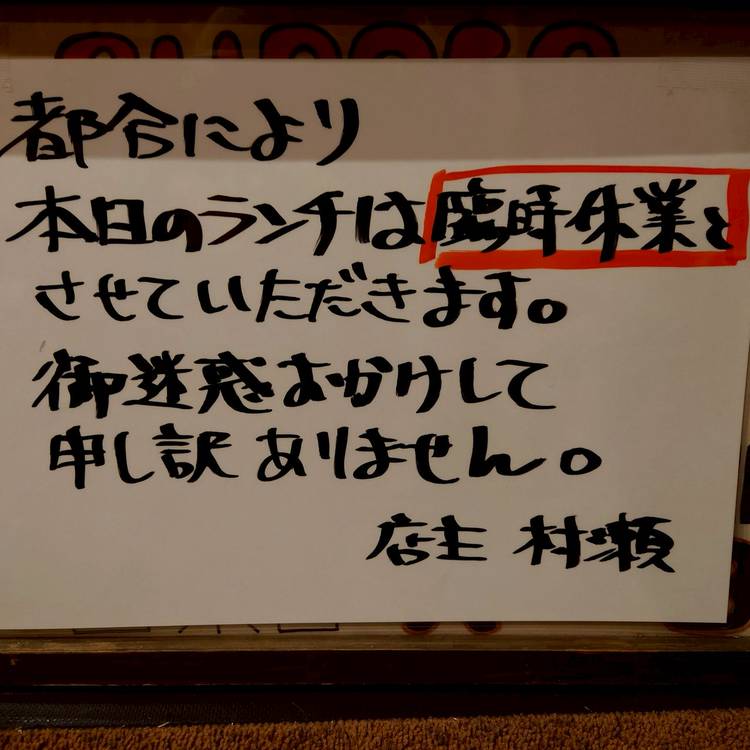 都合により
本日のランチは臨時休業と
させていただきます。
御迷惑おかけして
申し訳ありません。
店主 村瀬